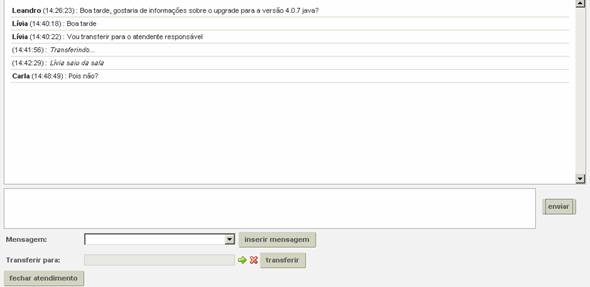 Leandro (14:26:23) : Boa tarde, gostaria de informações sobre o upgrade para a versão 4.0.7 java?
Lívia (14:40:18) : Boa tarde
Lívia (14:40:22) : Vou transferir para o atendente responsável
(14:41:56) : Transferindo...
(14:42:29) : Lívia saiu da sala
Carla (14:48:49) : Pois não?
enviar
Mensagem: inserir mensagem
Transferir para: transferir
fechar atendimento